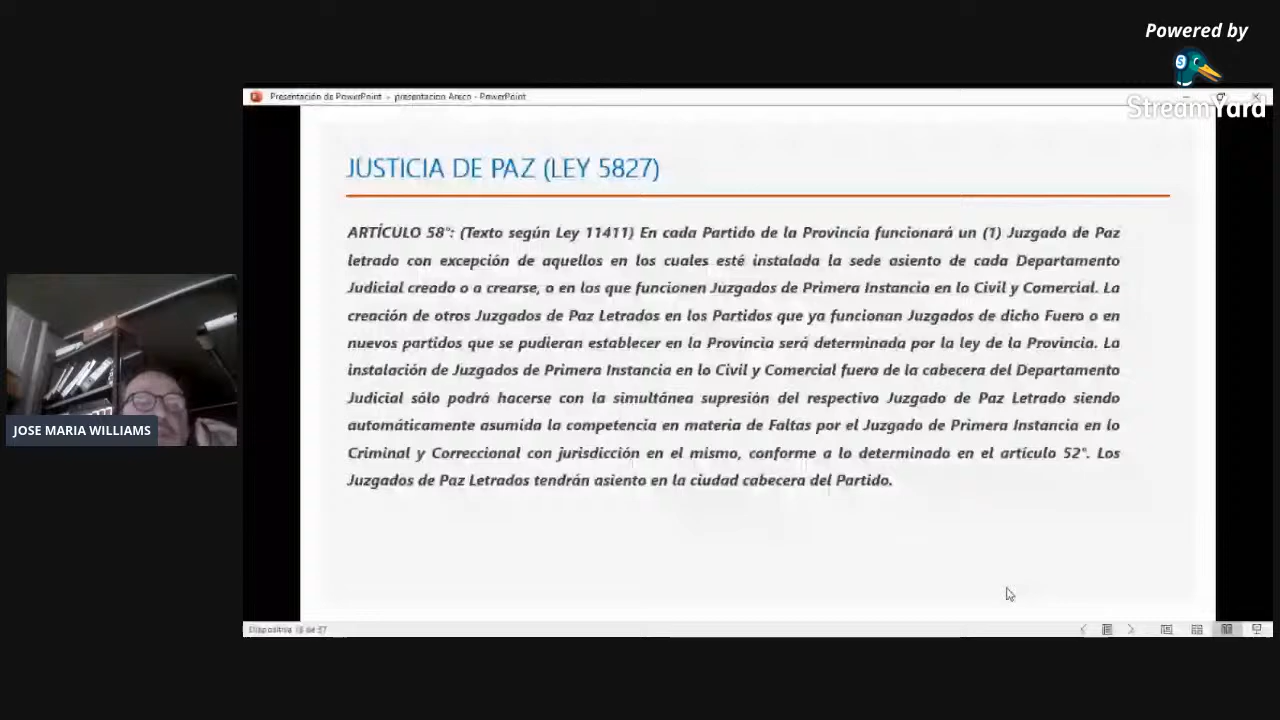 Powered by
StreamYard
Presentación de PowerPoint - presentacion Areco - PowerPoint
JUSTICIA DE PAZ (LEY 5827)
ARTÍCULO 58°: (Texto según Ley 11411) En cada Partido de la Provincia funcionará un (1) Juzgado de Paz
letrado con excepción de aquellos en los cuales esté instalada la sede asiento de cada Departamento
Judicial creado o a crearse, o en los que funcionen Juzgados de Primera Instancia en lo Civil y Comercial. La
creación de otros Juzgados de Paz Letrados en los Partidos que ya funcionan Juzgados de dicho Fuero o en
nuevos partidos que se pudieran establecer en la Provincia será determinada por la ley de la Provincia. La
instalación de Juzgados de Primera Instancia en lo Civil y Comercial fuera de la cabecera del Departamento
Judicial sólo podrá hacerse con la simultánea supresión del respectivo Juzgado de Paz Letrado siendo
automáticamente asumida la competencia en materia de Faltas por el Juzgado de Primera Instancia en lo
Criminal y Correccional con jurisdicción en el mismo, conforme a lo determinado en el artículo 52°. Los
Juzgados de Paz Letrados tendrán asiento en la ciudad cabecera del Partido.
JOSE MARIA WILLIAMS
Diapositiva de 37